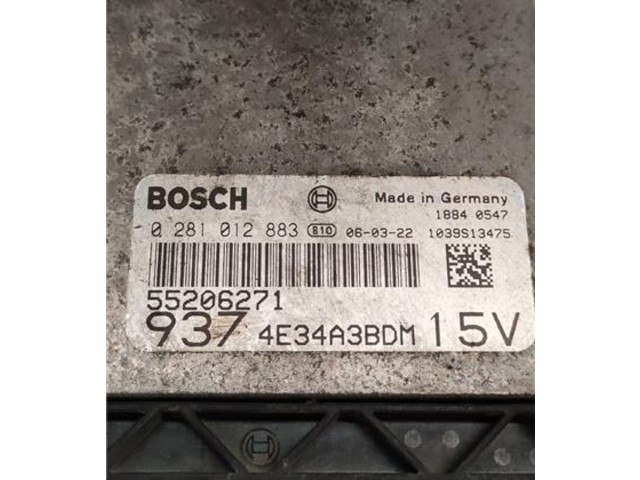 BOSCH Made in Germany
1884 0547
0 281 012 883 810 06-03-22 1039S13475
55206271
937 4E34A3BDM 15V